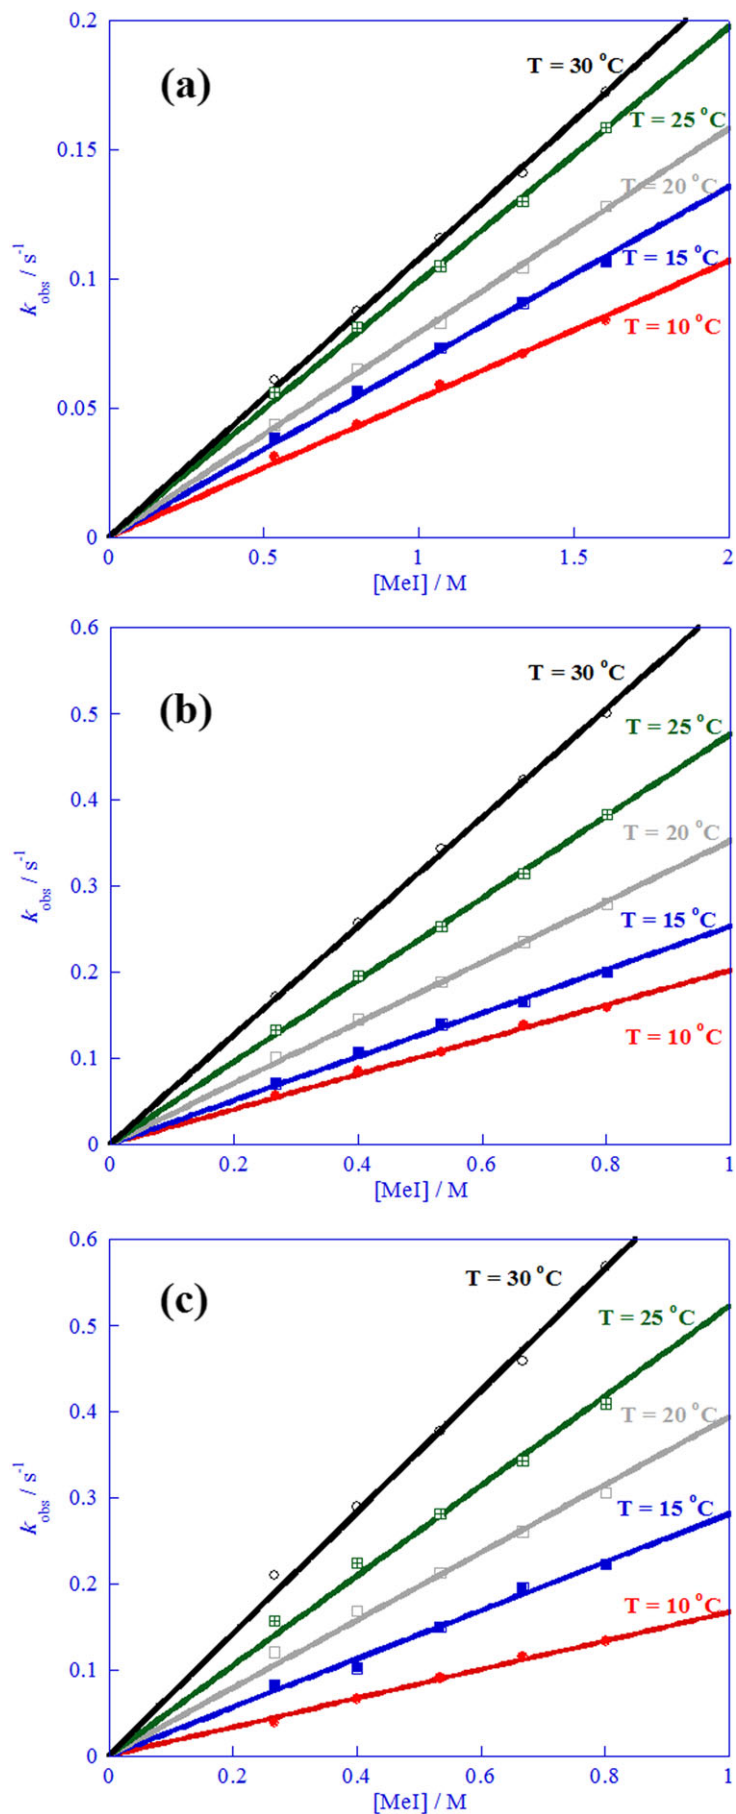 0.2
T = 30 °C
(a)
T = 25 °C
0.15
T = 20 °C
T = 15 °C
0.1
T = 10 °C
k_obs / s⁻¹
0.05
0
0 0.5 1 1.5 2
[MeI] / M
0.6
T = 30 °C
(b)
T = 25 °C
0.5
0.4
T = 20 °C
0.3
T = 15 °C
k_obs / s⁻¹
0.2
T = 10 °C
0.1
0
0 0.2 0.4 0.6 0.8 1
[MeI] / M
0.6
T = 30 °C
(c)
T = 25 °C
0.5
0.4
T = 20 °C
0.3
T = 15 °C
k_obs / s⁻¹
0.2
T = 10 °C
0.1
0
0 0.2 0.4 0.6 0.8 1
[MeI] / M